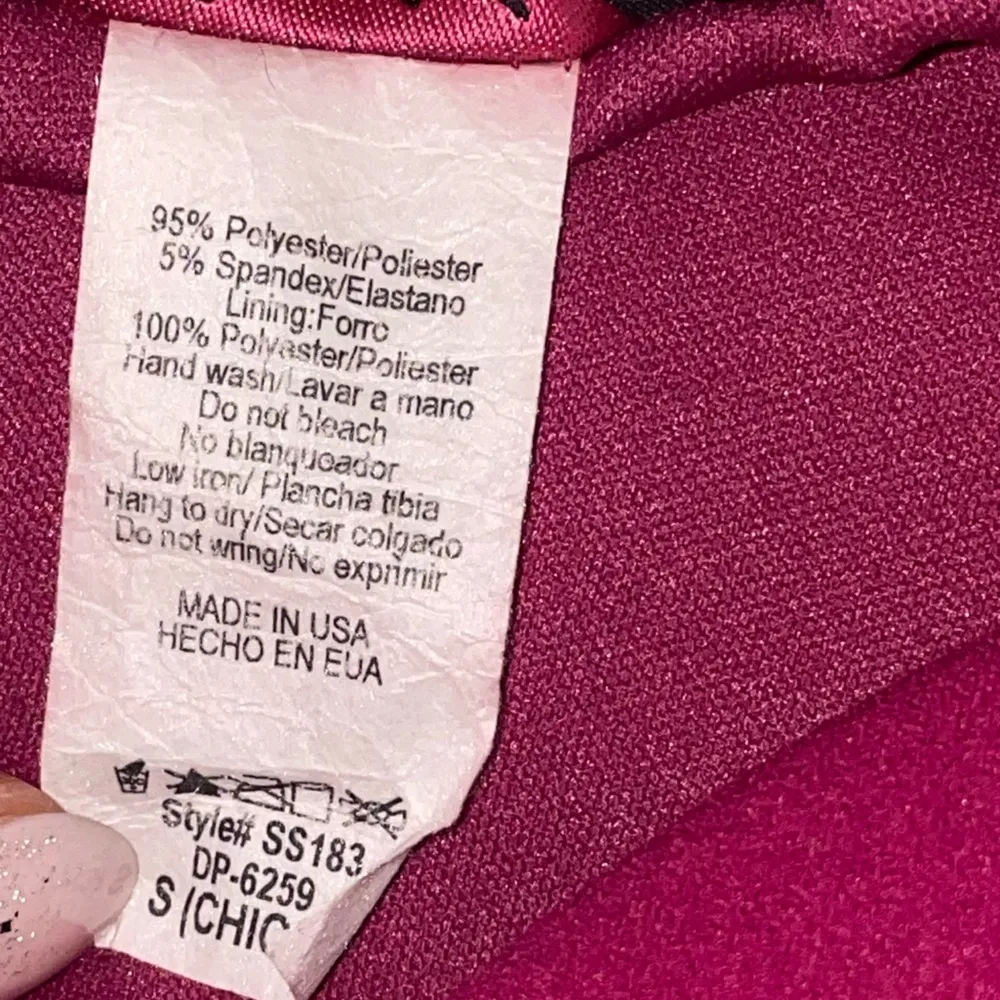 95% Polyester/Poliester
5% Spandex/Elastano
Lining:Forro
100% Polyester/Poliester
Hand wash/Lavar a mano
Do not bleach
No blanqueador
Low iron/ Plancha tibia
Hang to dry/Secar colgado
Do not wring/No exprimir
MADE IN USA
HECHO EN EUA
Style# SS183
DP-6259
S (CHIC